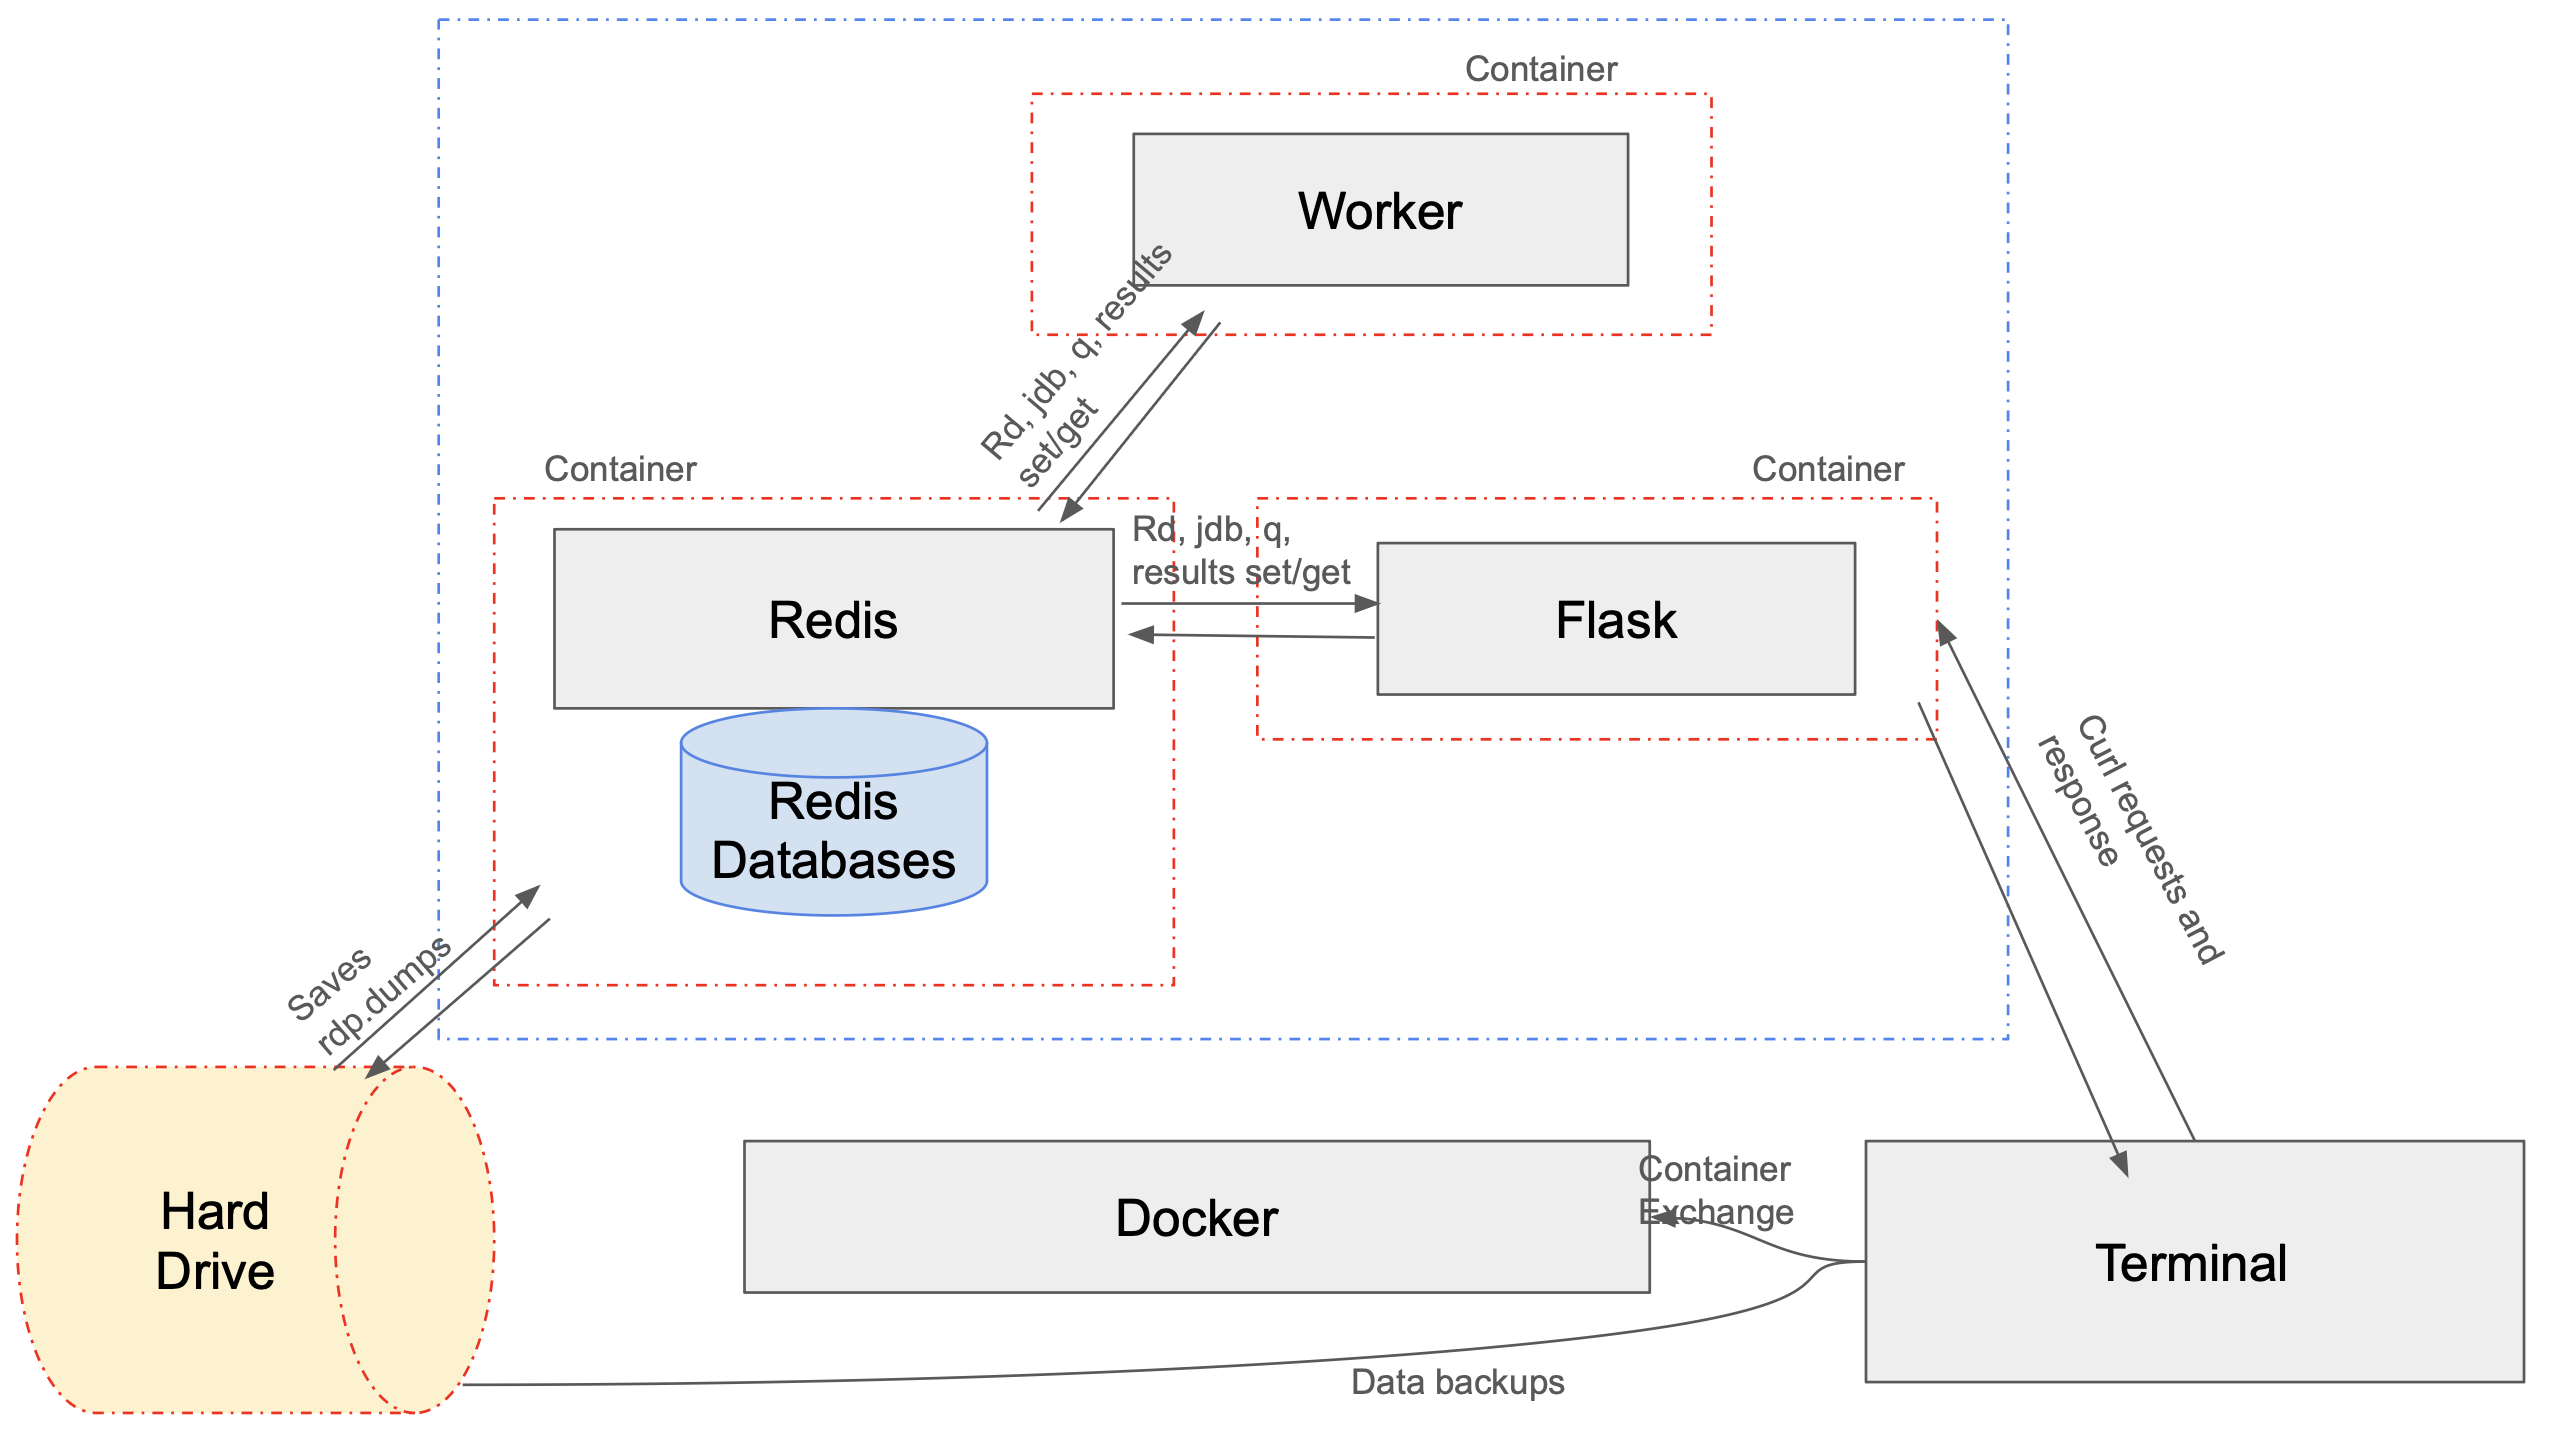 Container
Worker
Rd, jdb, q, results
set/get
Container
Container
Rd, jdb, q,
results set/get
Redis
Flask
Redis
Databases
Curl requests and
response
Saves
rdp.dumps
Hard
Drive
Docker
Container
Exchange
Terminal
Data backups